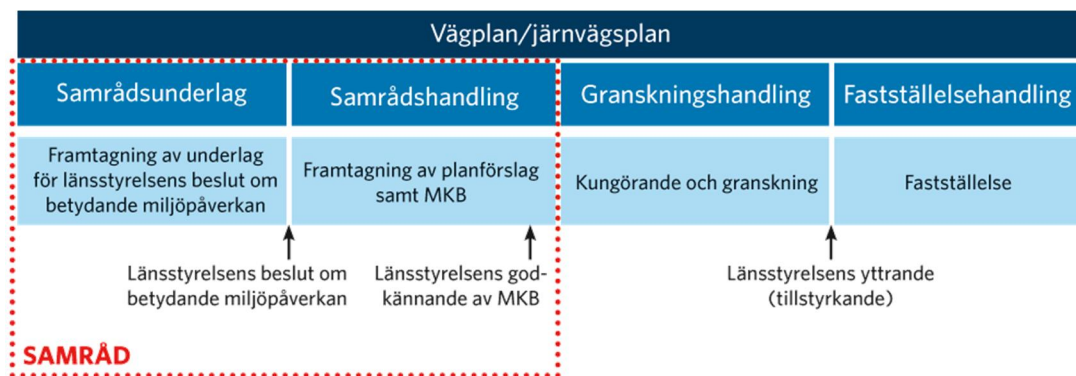 Vägplan/järnvägsplan
Samrådsunderlag
Samrådshandling
Granskningshandling
Fastställelsehandling
Framtagning av underlag
för länsstyrelsens beslut om
betydande miljöpåverkan
Framtagning av planförslag
samt MKB
Kungörande och granskning
Fastställelse
Länsstyrelsens beslut om
betydande miljöpåverkan
Länsstyrelsens god-
kännande av MKB
Länsstyrelsens yttrande
(tillstyrkande)
SAMRÅD